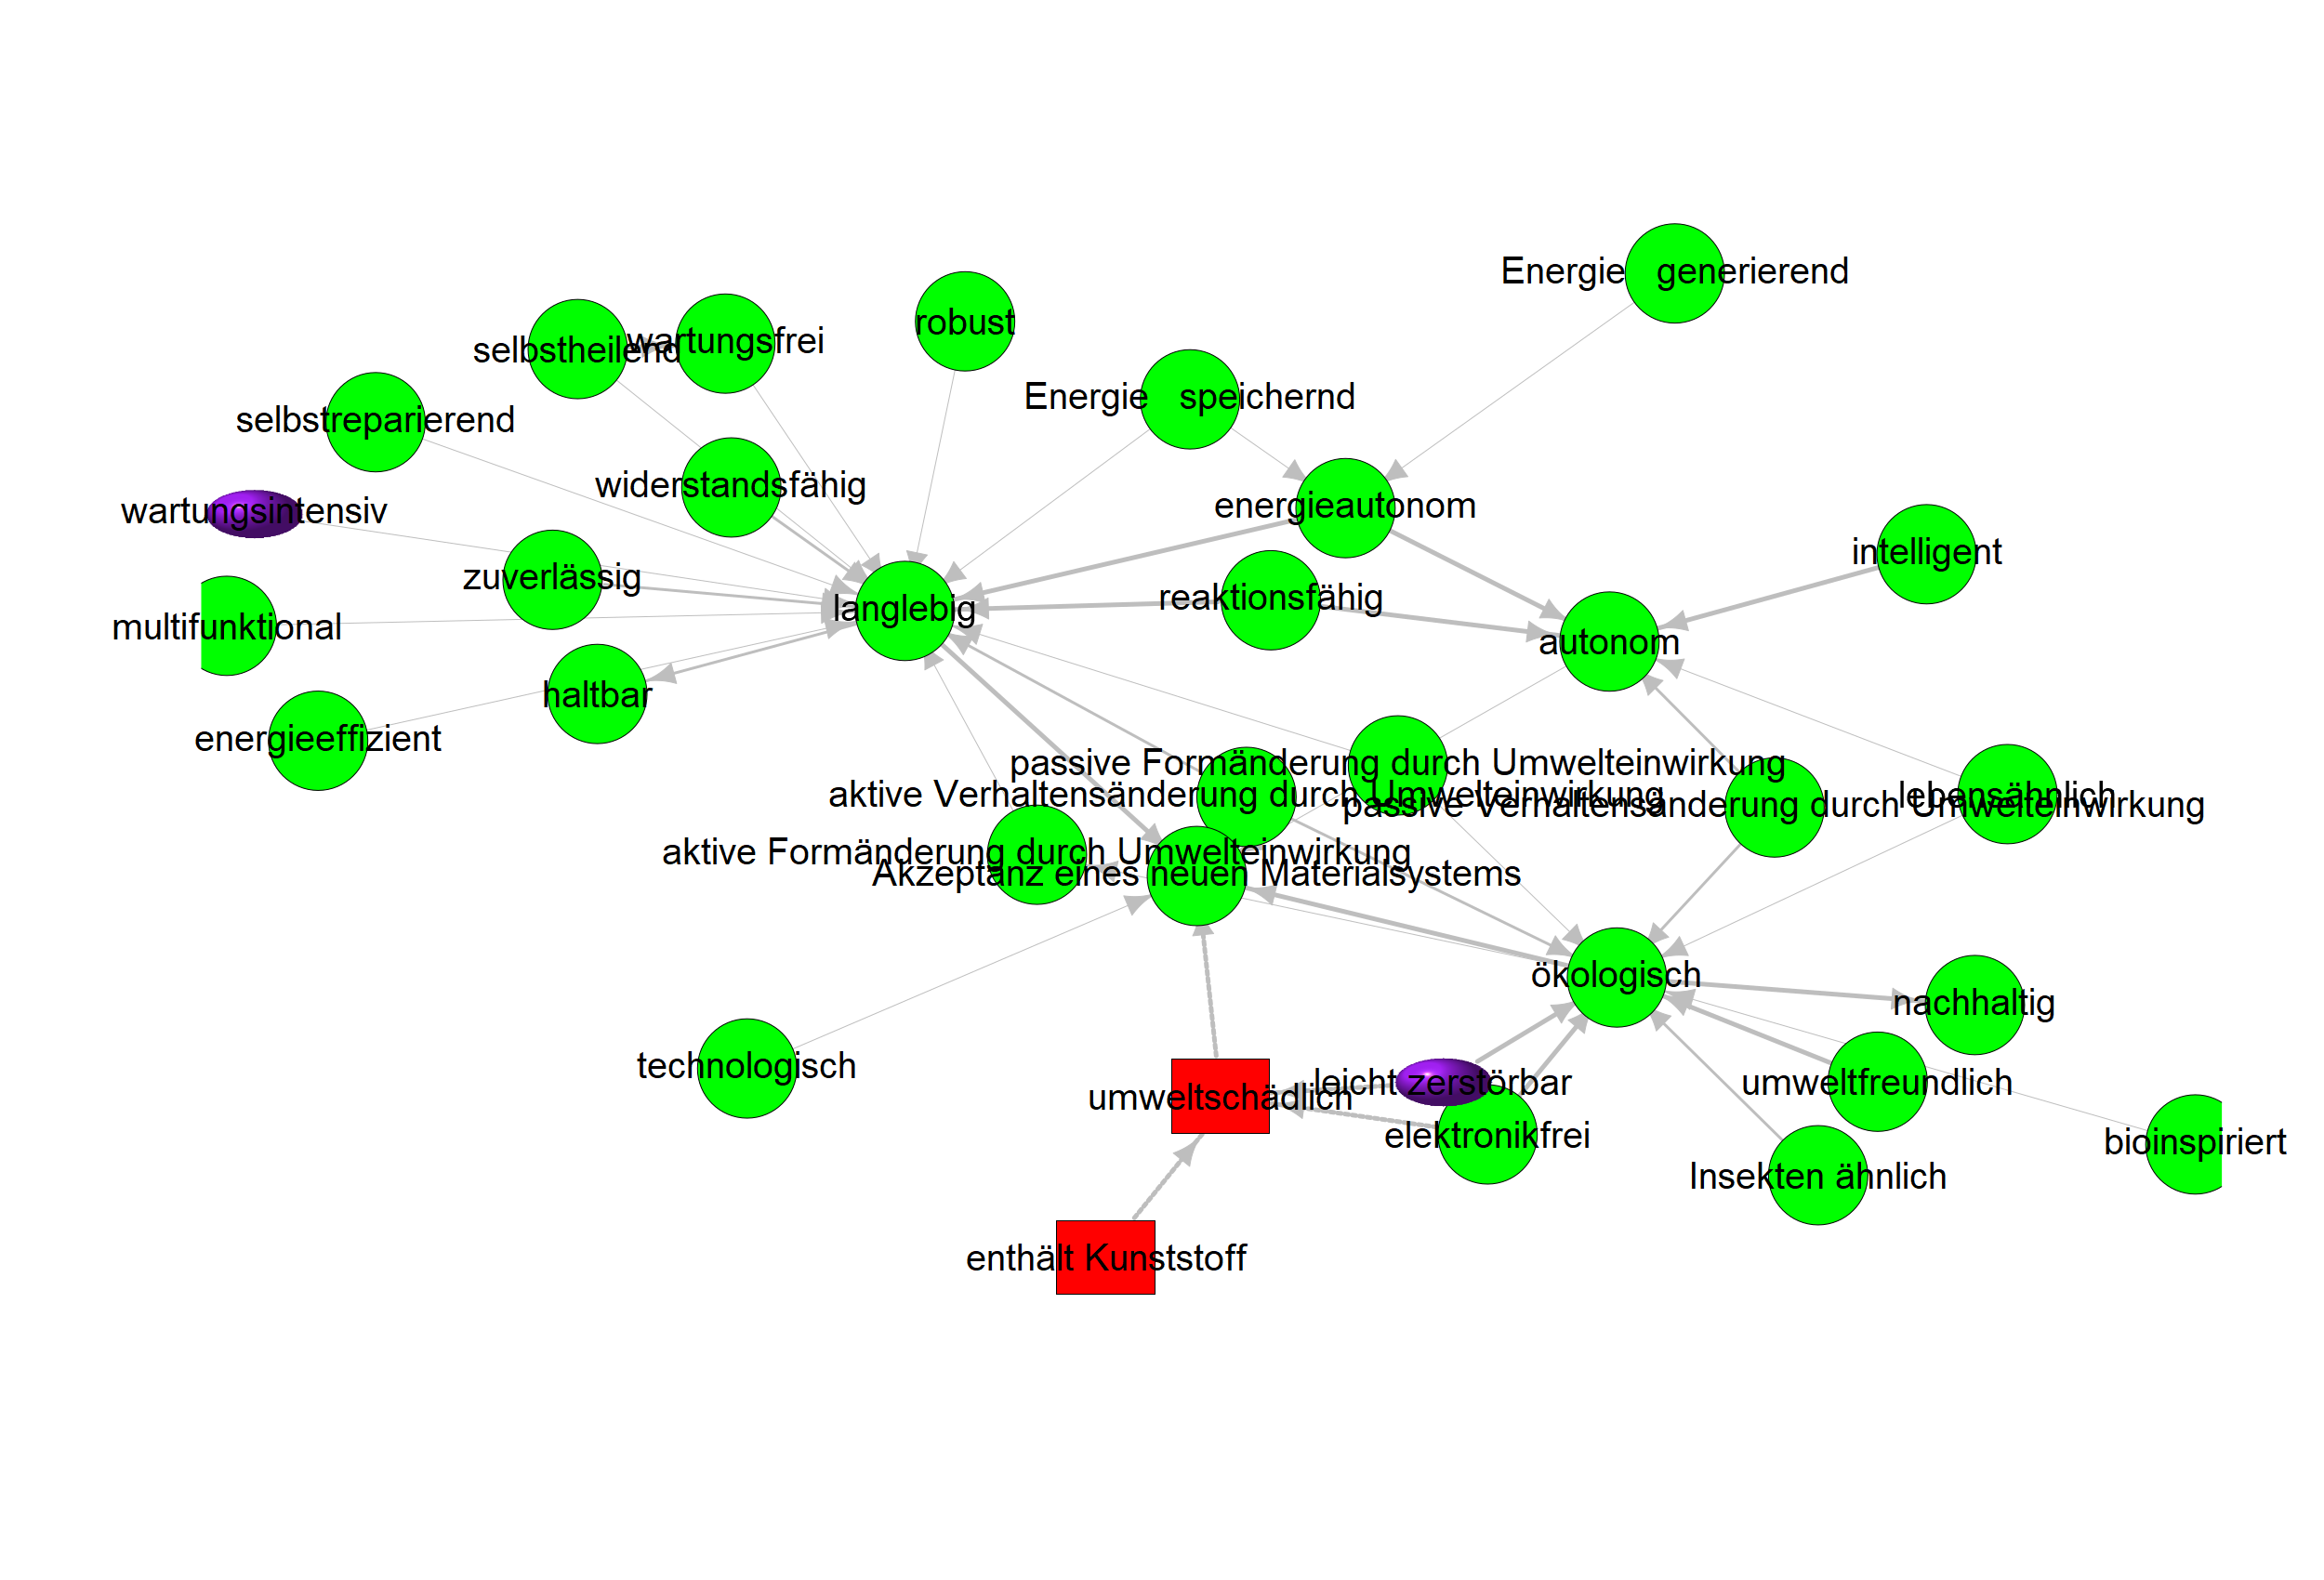 Energie   generierend
robust
selbstheilend
wartungsfrei
Energie   speichernd
selbstreparierend
widerstandsfähig
wartungsintensiv
energieautonom
intelligent
zuverlässig
reaktionsfähig
langlebig
multifunktional
autonom
haltbar
energieeffizient
passive Formänderung durch Umwelteinwirkung
aktive Verhaltensänderung durch Umwelteinwirkung
lebensähnlich
passive Verhaltensänderung durch Umwelteinwirkung
aktive Formänderung durch Umwelteinwirkung
Akzeptanz eines neuen Materialsystems
ökologisch
nachhaltig
technologisch
leicht zerstörbar
umweltfreundlich
umweltschädlich
elektronikfrei
bioinspiriert
Insekten ähnlich
enthält Kunststoff